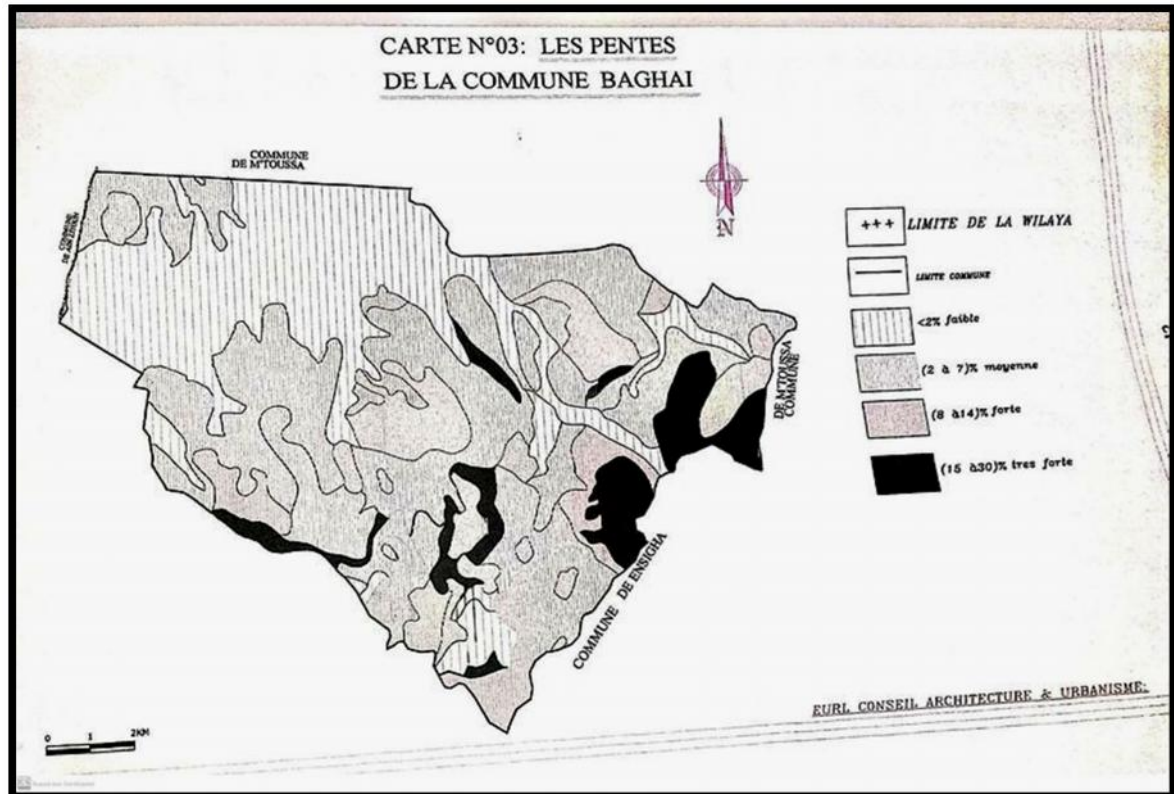 CARTE N°03: LES PENTES
DE LA COMMUNE BAGHAI
COMMUNE
DE M'TOUSSA
N
+++ LIMITE DE LA WILAYA
LIMITE COMMUNE
<2% faible
(2 à 7)% moyenne
(8 à14)% forte
(15 à30)% tres forte
DE M'TOUSSA
COMMUNE
COMMUNE DE ENSIGHA
0 1 2KM
EURL CONSEIL ARCHITECTURE & URBANISME: